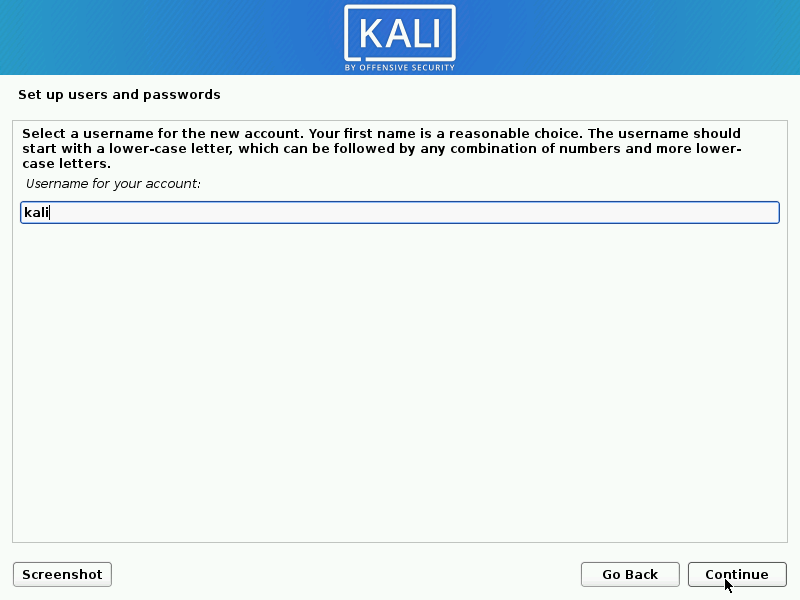 KALI
BY OFFENSIVE SECURITY
Set up users and passwords
Select a username for the new account. Your first name is a reasonable choice. The username should
start with a lower-case letter, which can be followed by any combination of numbers and more lower-
case letters.
Username for your account:
kali
Screenshot
Go Back
Continue